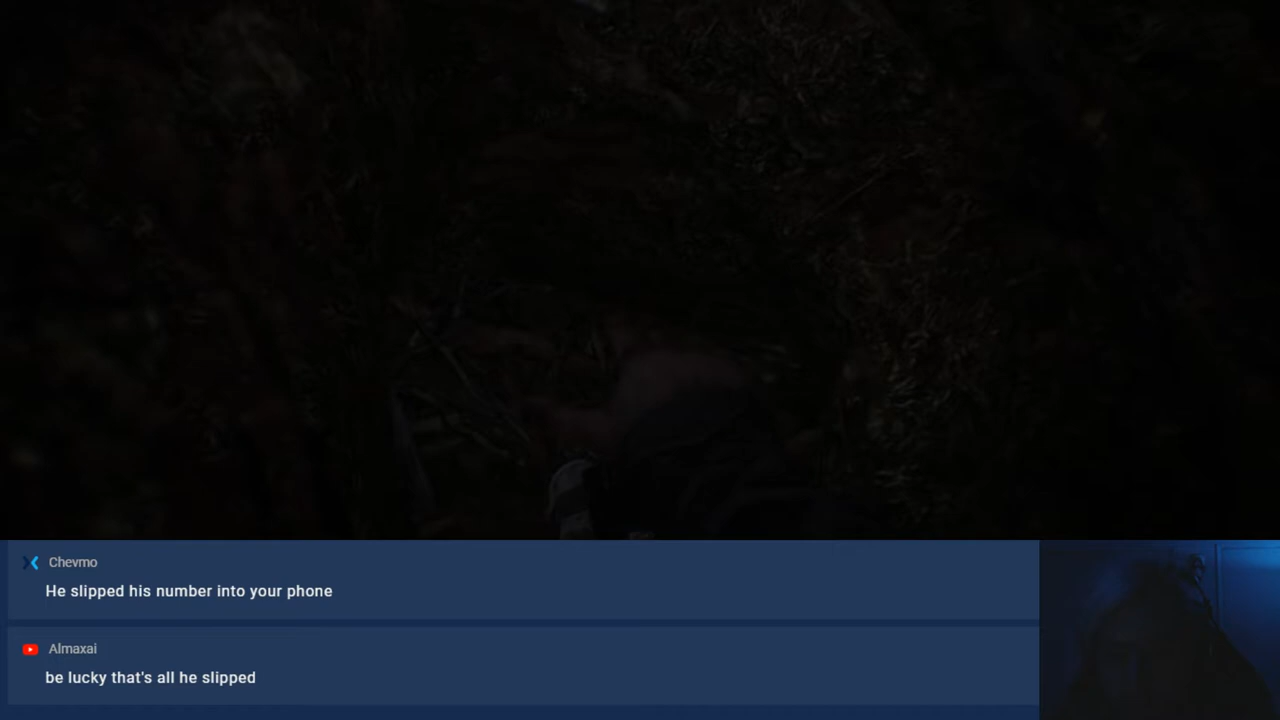 Chevmo
He slipped his number into your phone
Almaxai
be lucky that's all he slipped